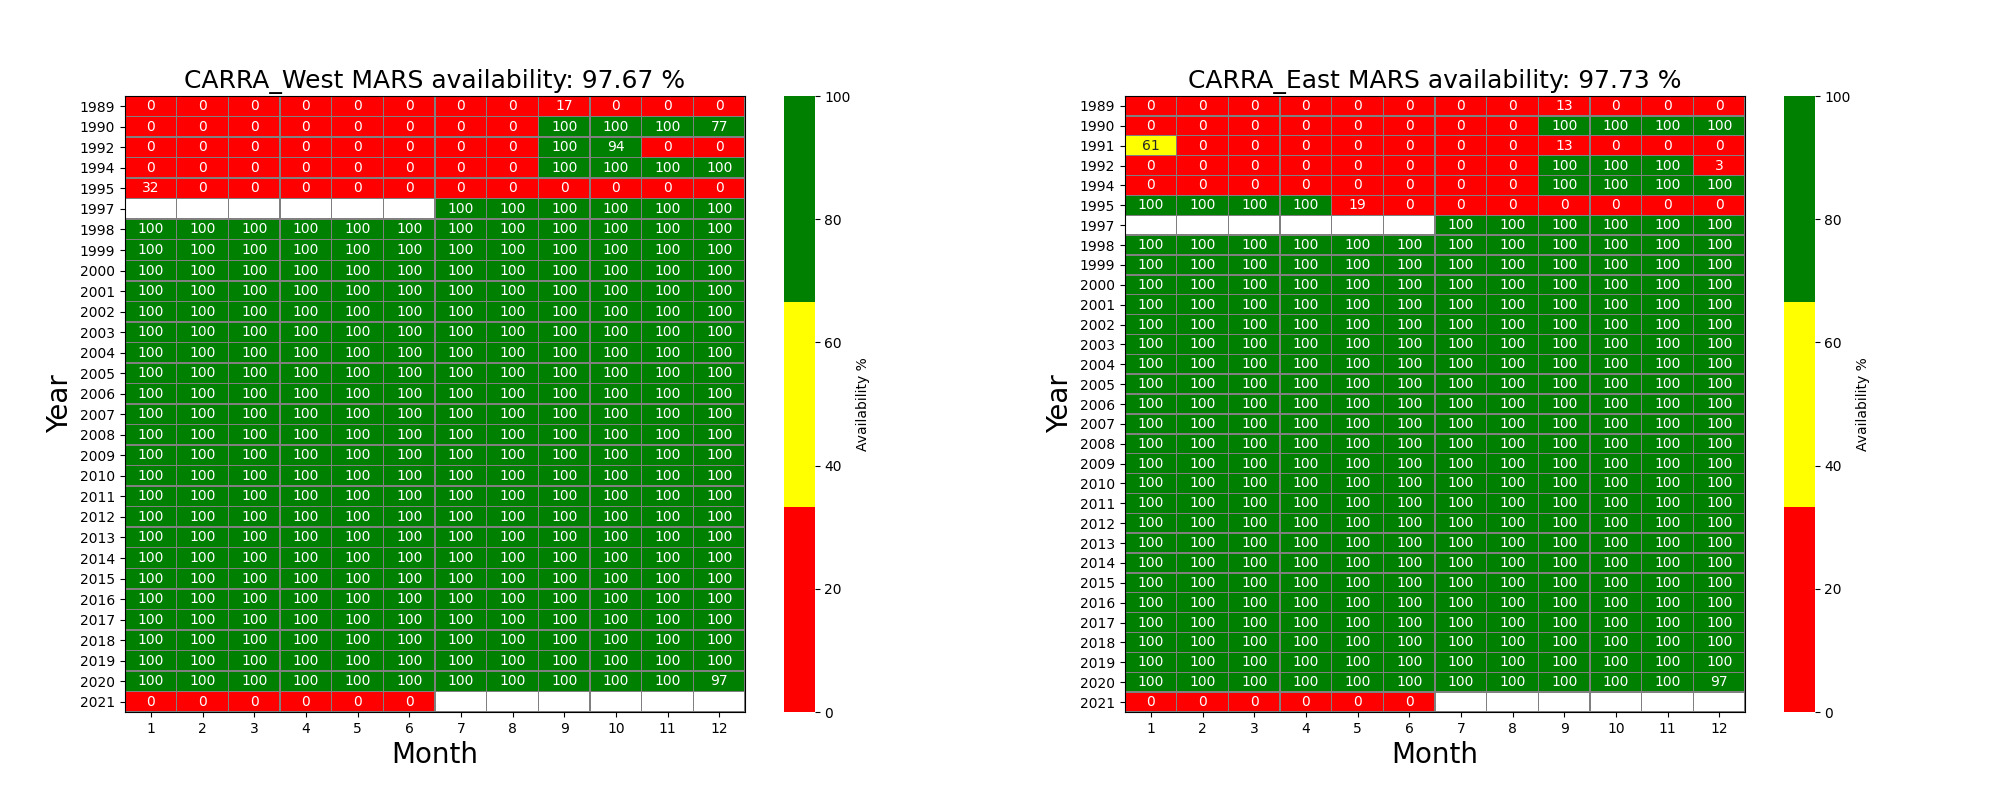 CARRA_West MARS availability: 97.67 %
1989 0 0 0 0 0 0 0 0 17 0 0 0
1990 0 0 0 0 0 0 0 0 100 100 100 77
1992 0 0 0 0 0 0 0 0 100 94 0 0
1994 0 0 0 0 0 0 0 0 100 100 100 100
1995 32 0 0 0 0 0 0 0 0 0 0 0
1997 100 100 100 100 100 100
1998 100 100 100 100 100 100 100 100 100 100 100 100
1999 100 100 100 100 100 100 100 100 100 100 100 100
2000 100 100 100 100 100 100 100 100 100 100 100 100
2001 100 100 100 100 100 100 100 100 100 100 100 100
2002 100 100 100 100 100 100 100 100 100 100 100 100
2003 100 100 100 100 100 100 100 100 100 100 100 100
2004 100 100 100 100 100 100 100 100 100 100 100 100
2005 100 100 100 100 100 100 100 100 100 100 100 100
2006 100 100 100 100 100 100 100 100 100 100 100 100
2007 100 100 100 100 100 100 100 100 100 100 100 100
2008 100 100 100 100 100 100 100 100 100 100 100 100
2009 100 100 100 100 100 100 100 100 100 100 100 100
2010 100 100 100 100 100 100 100 100 100 100 100 100
2011 100 100 100 100 100 100 100 100 100 100 100 100
2012 100 100 100 100 100 100 100 100 100 100 100 100
2013 100 100 100 100 100 100 100 100 100 100 100 100
2014 100 100 100 100 100 100 100 100 100 100 100 100
2015 100 100 100 100 100 100 100 100 100 100 100 100
2016 100 100 100 100 100 100 100 100 100 100 100 100
2017 100 100 100 100 100 100 100 100 100 100 100 100
2018 100 100 100 100 100 100 100 100 100 100 100 100
2019 100 100 100 100 100 100 100 100 100 100 100 100
2020 100 100 100 100 100 100 100 100 100 100 100 97
2021 0 0 0 0 0 0
1 2 3 4 5 6 7 8 9 10 11 12
Month
Year
100
80
60
40
20
0
Availability %
CARRA_East MARS availability: 97.73 %
1989 0 0 0 0 0 0 0 0 13 0 0 0
1990 0 0 0 0 0 0 0 0 100 100 100 100
1991 61 0 0 0 0 0 0 0 13 0 0 0
1992 0 0 0 0 0 0 0 0 100 100 100 3
1994 0 0 0 0 0 0 0 0 100 100 100 100
1995 100 100 100 100 19 0 0 0 0 0 0 0
1997 100 100 100 100 100 100
1998 100 100 100 100 100 100 100 100 100 100 100 100
1999 100 100 100 100 100 100 100 100 100 100 100 100
2000 100 100 100 100 100 100 100 100 100 100 100 100
2001 100 100 100 100 100 100 100 100 100 100 100 100
2002 100 100 100 100 100 100 100 100 100 100 100 100
2003 100 100 100 100 100 100 100 100 100 100 100 100
2004 100 100 100 100 100 100 100 100 100 100 100 100
2005 100 100 100 100 100 100 100 100 100 100 100 100
2006 100 100 100 100 100 100 100 100 100 100 100 100
2007 100 100 100 100 100 100 100 100 100 100 100 100
2008 100 100 100 100 100 100 100 100 100 100 100 100
2009 100 100 100 100 100 100 100 100 100 100 100 100
2010 100 100 100 100 100 100 100 100 100 100 100 100
2011 100 100 100 100 100 100 100 100 100 100 100 100
2012 100 100 100 100 100 100 100 100 100 100 100 100
2013 100 100 100 100 100 100 100 100 100 100 100 100
2014 100 100 100 100 100 100 100 100 100 100 100 100
2015 100 100 100 100 100 100 100 100 100 100 100 100
2016 100 100 100 100 100 100 100 100 100 100 100 100
2017 100 100 100 100 100 100 100 100 100 100 100 100
2018 100 100 100 100 100 100 100 100 100 100 100 100
2019 100 100 100 100 100 100 100 100 100 100 100 100
2020 100 100 100 100 100 100 100 100 100 100 100 97
2021 0 0 0 0 0 0
1 2 3 4 5 6 7 8 9 10 11 12
Month
Year
100
80
60
40
20
0
Availability %